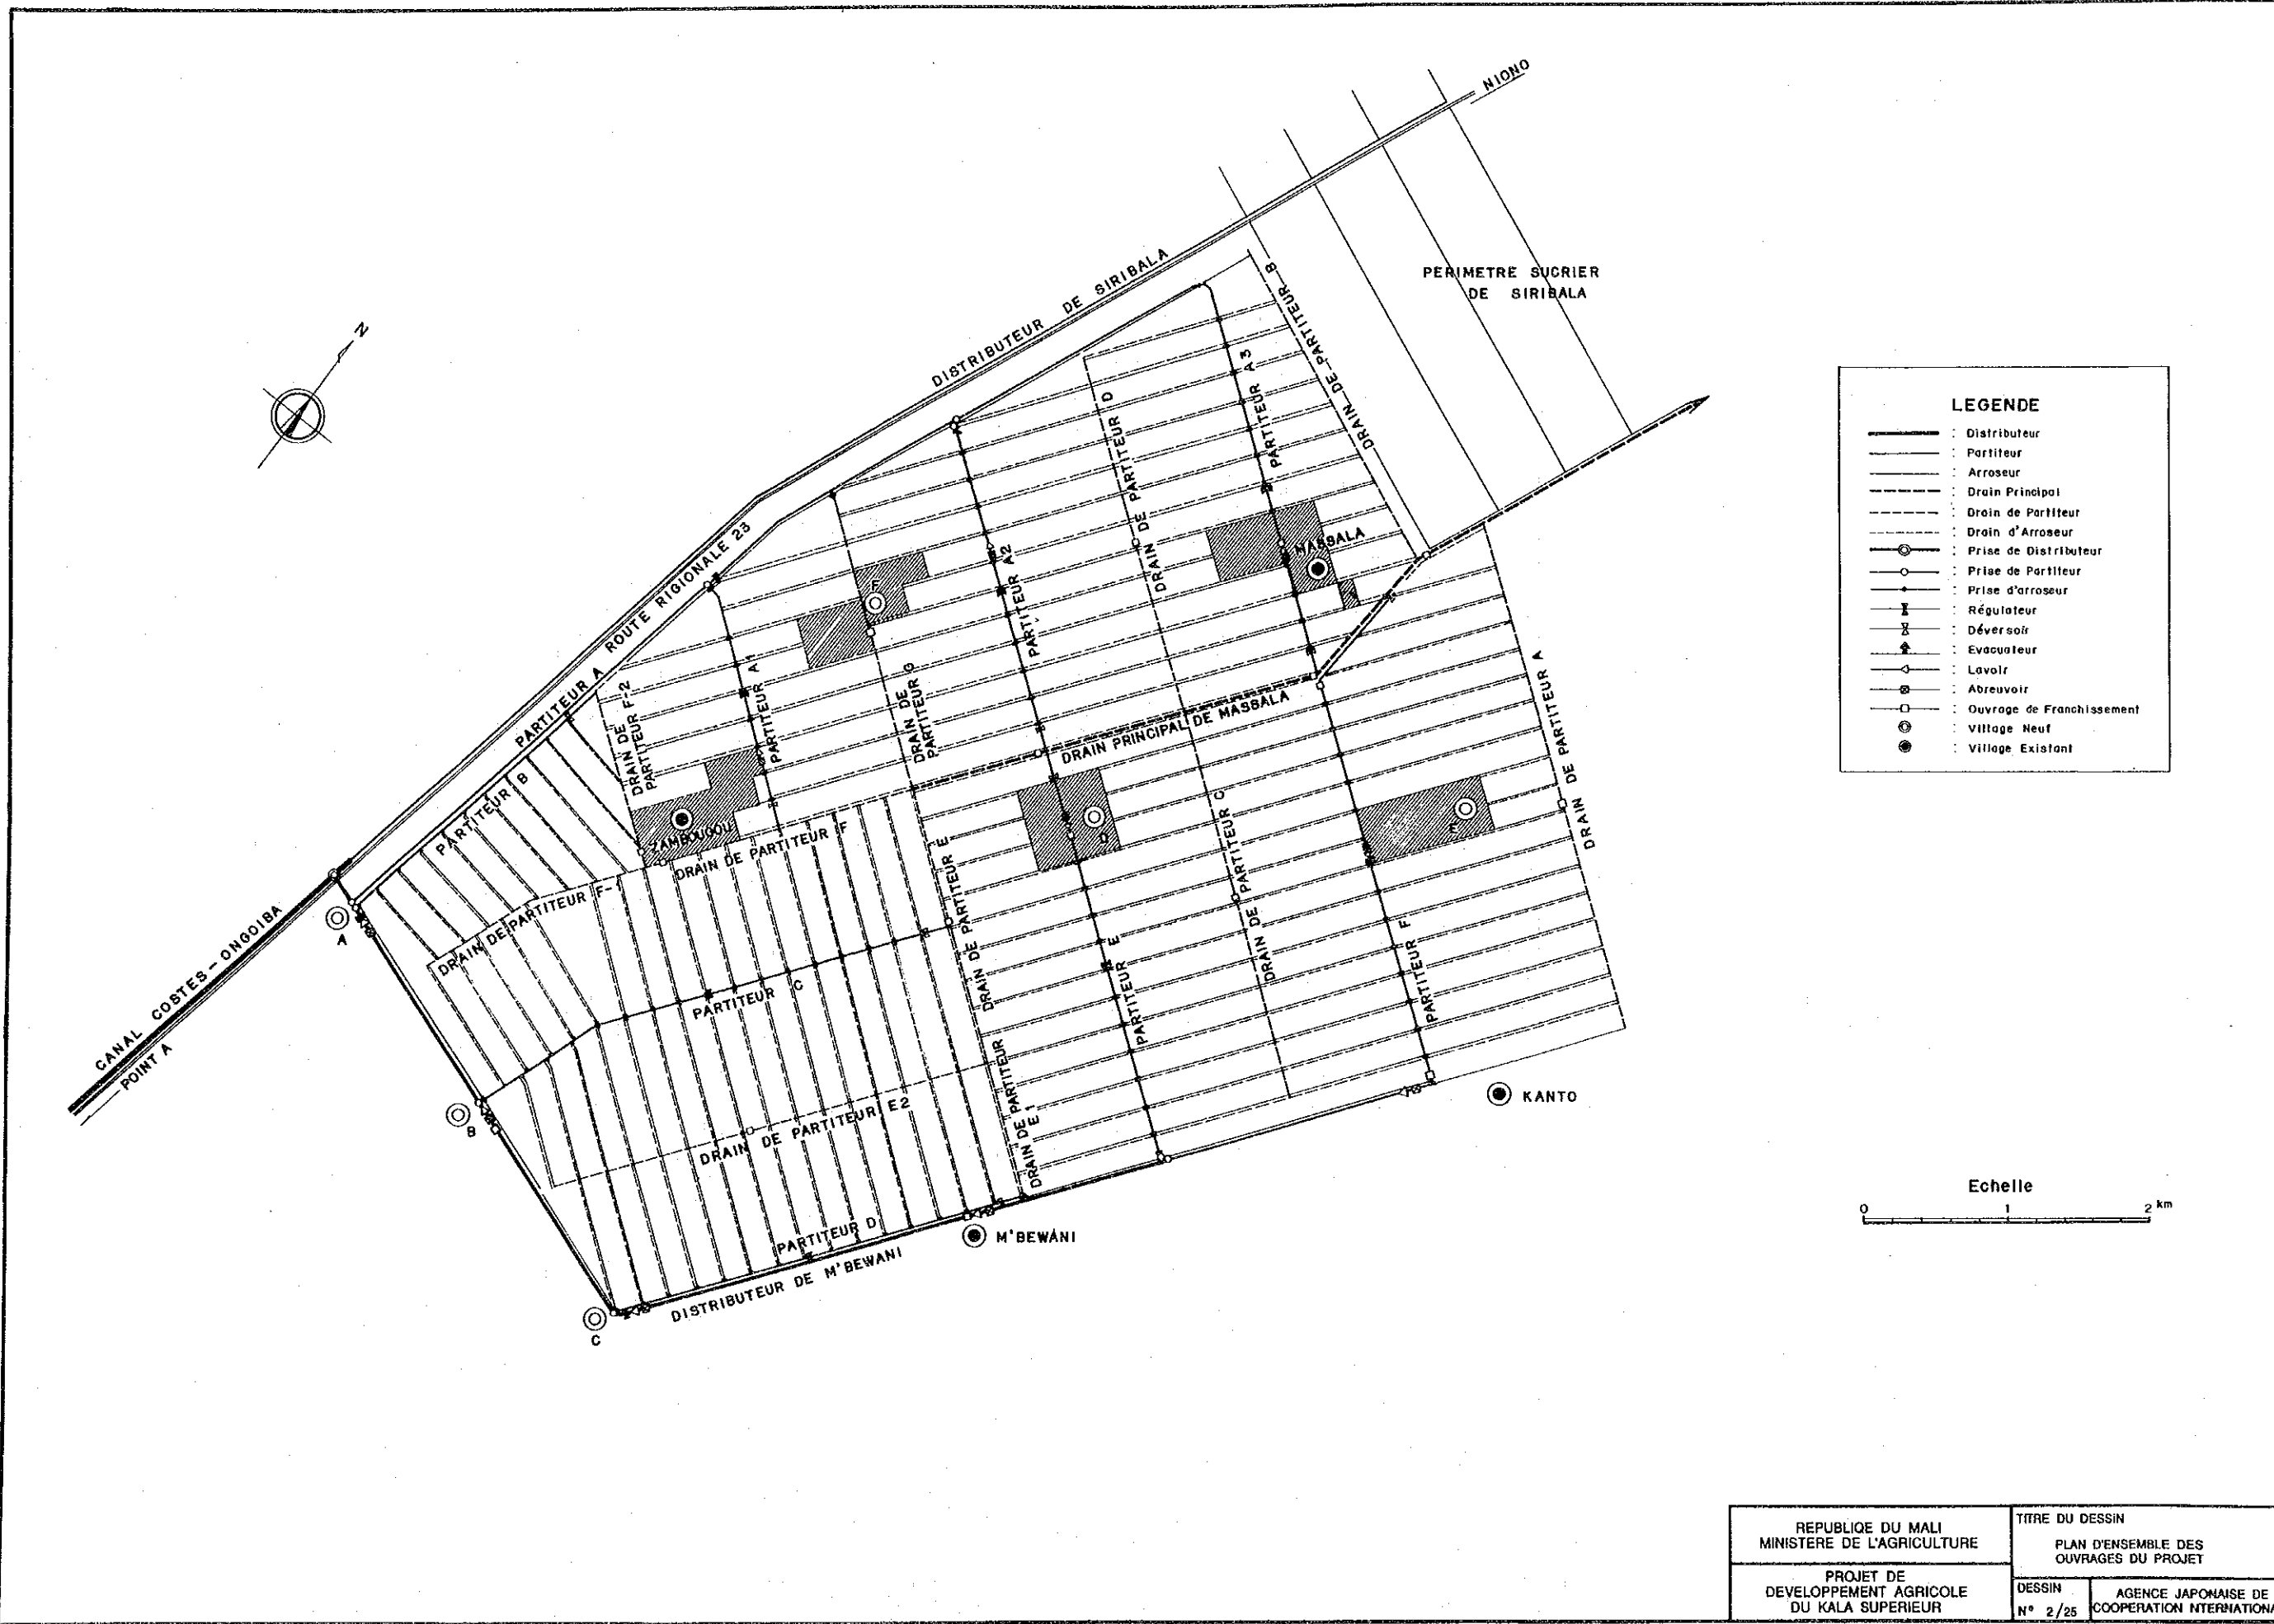 NIONO
N
DISTRIBUTEUR DE SIRIBALA
PERIMETRE SUCRIER
DE SIRIBALA
DRAIN DE PARTITEUR B
PARTITEUR A3
DRAIN DE PARTITEUR D
ROUTE RIGIONALE 23
PARTITEUR A
PARTITEUR A2
MASSALA
F
PARTITEUR A1
DRAIN DE
PARTITEUR G
DRAIN DE
PARTITEUR F-2
PARTITEUR B
DRAIN PRINCIPAL DE MASSALA
DRAIN DE PARTITEUR A
ZAMBOUGOU
DRAIN DE PARTITEUR F
DRAIN DE PARTITEUR F-1
D
E
DRAIN DE PARTITEUR C
DRAIN DE PARTITEUR E
A
CANAL COSTES-ONGOIBA
POINT A
PARTITEUR C
PARTITEUR E
PARTITEUR F
B
DRAIN DE PARTITEUR E2
DRAIN DE PARTITEUR
E1
KANTO
PARTITEUR D
M'BEWANI
DISTRIBUTEUR DE M'BEWANI
C
LEGENDE
: Distributeur
: Partiteur
: Arroseur
: Drain Principal
: Drain de Partiteur
: Drain d'Arroseur
: Prise de Distributeur
: Prise de Partiteur
: Prise d'arroseur
: Régulateur
: Déversoir
: Evacuateur
: Lavoir
: Abreuvoir
: Ouvrage de Franchissement
: Village Neuf
: Village Existant
Echelle
0 1 2 km
REPUBLIQE DU MALI
MINISTERE DE L'AGRICULTURE
PROJET DE
DEVELOPPEMENT AGRICOLE
DU KALA SUPERIEUR
TITRE DU DESSIN
PLAN D'ENSEMBLE DES
OUVRAGES DU PROJET
DESSIN
N° 2/25
AGENCE JAPONAISE DE
COOPERATION NTERNATIONA